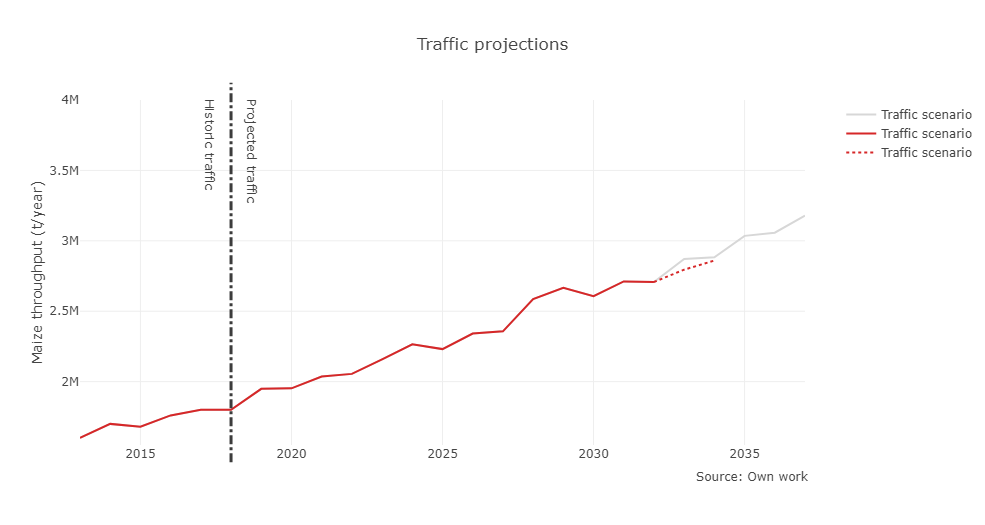 Traffic projections
Historic traffic
Projected traffic
Traffic scenario
Traffic scenario
Traffic scenario
Maize throughput (t/year)
4M
3.5M
3M
2.5M
2M
2015
2020
2025
2030
2035
Source: Own work